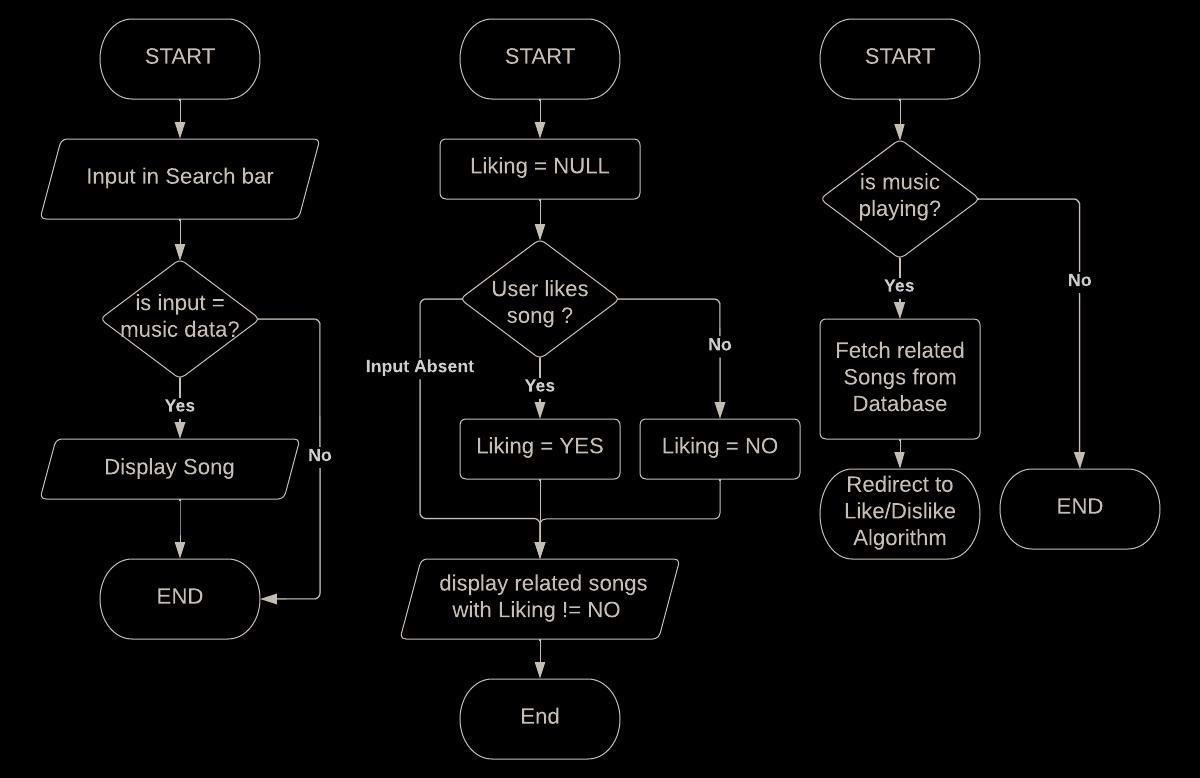 START
Input in Search bar
is input =
music data?
Yes
No
Display Song
END
START
Liking = NULL
User likes
song ?
Input Absent
Yes
No
Liking = YES
Liking = NO
display related songs
with Liking != NO
End
START
is music
playing?
Yes
No
Fetch related
Songs from
Database
Redirect to
Like/Dislike
Algorithm
END